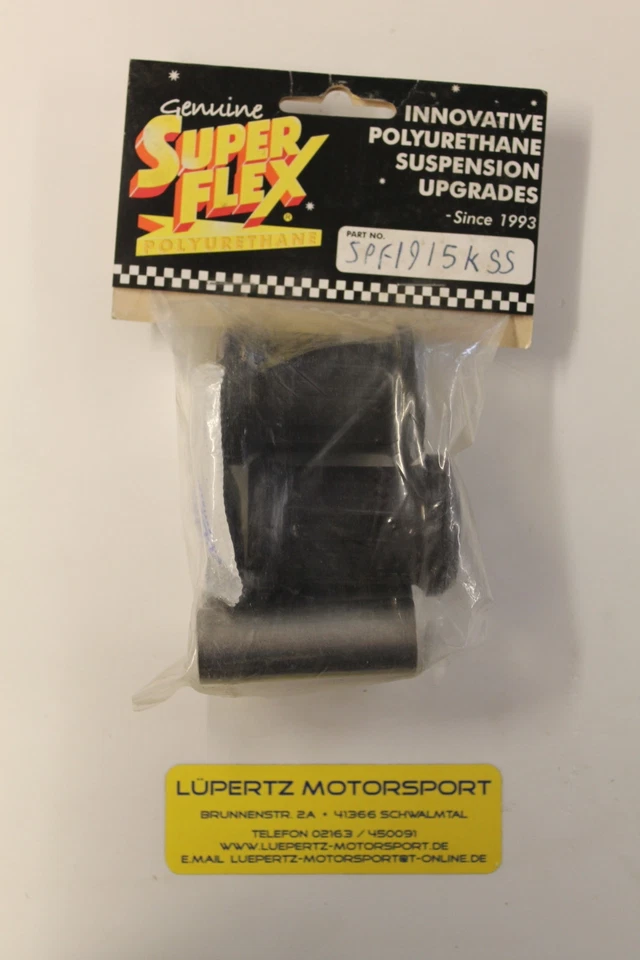 Genuine
SUPER
FLEX
®
POLYURETHANE
INNOVATIVE
POLYURETHANE
SUSPENSION
UPGRADES
-Since 1993
PART NO.
SPF1915KSS
LÜPERTZ MOTORSPORT
BRUNNENSTR. 2A • 41366 SCHWALMTAL
TELEFON 02163 / 450091
WWW.LUEPERTZ-MOTORSPORT.DE
E.MAIL LUEPERTZ-MOTORSPORT@T-ONLINE.DE